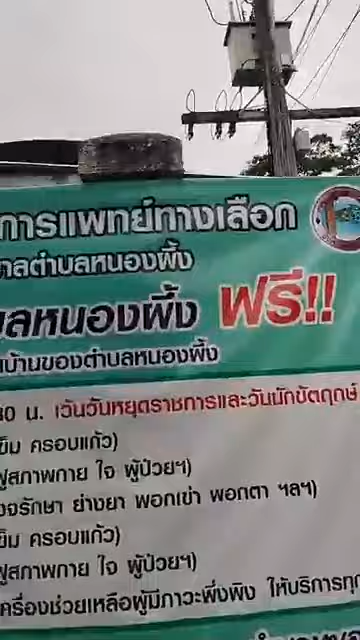 การแพทย์ทางเลือก
าลตำบลหนองผึ้ง
ลหนองผึ้ง ฟรี!!
บ้านของตำบลหนองผึ้ง
30 น. เว้นวันหยุดราชการและวันนักขัตฤกษ์
ข็ม ครอบแก้ว)
ฟูสภาพกาย ใจ ผู้ป่วยฯ)
วจรักษา ย่างยา พอกเข่า พอกตา ฯลฯ)
ข็ม ครอบแก้ว)
ฟูสภาพกาย ใจ ผู้ป่วยฯ)
ครื่องช่วยเหลือผู้มีภาวะพึ่งพิง ให้บริการทุก